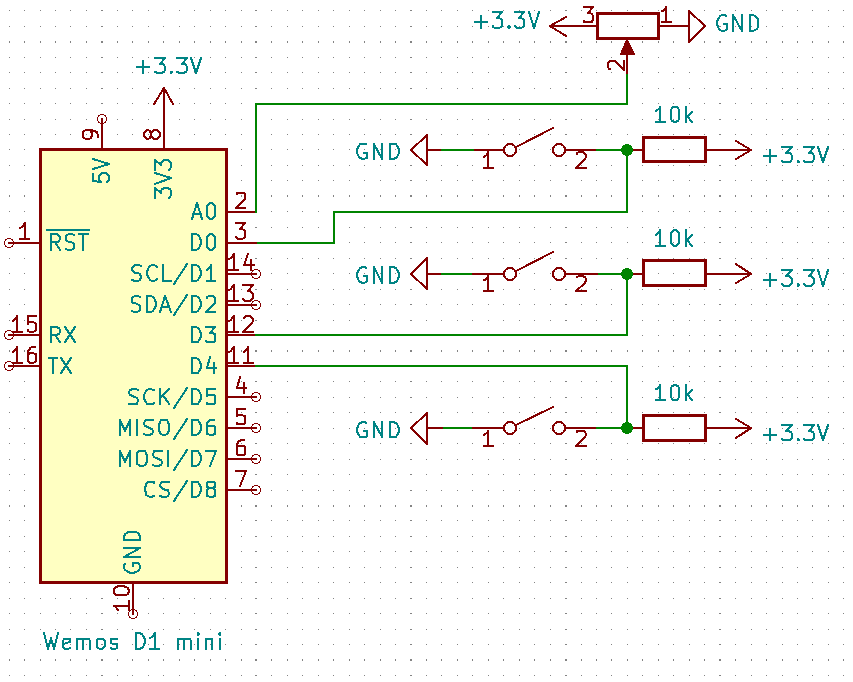 +3.3V 3 1 GND
2
+3.3V
10k
9 8
GND 1 2 +3.3V
5V 3V3
A0 2
1 RST D0 3
10k
SCL/D1 14
GND 1 2 +3.3V
SDA/D2 13
15 RX D3 12
16 TX D4 11
10k
SCK/D5 4
MISO/D6 5
GND 1 2 +3.3V
MOSI/D7 6
CS/D8 7
GND
10
Wemos D1 mini